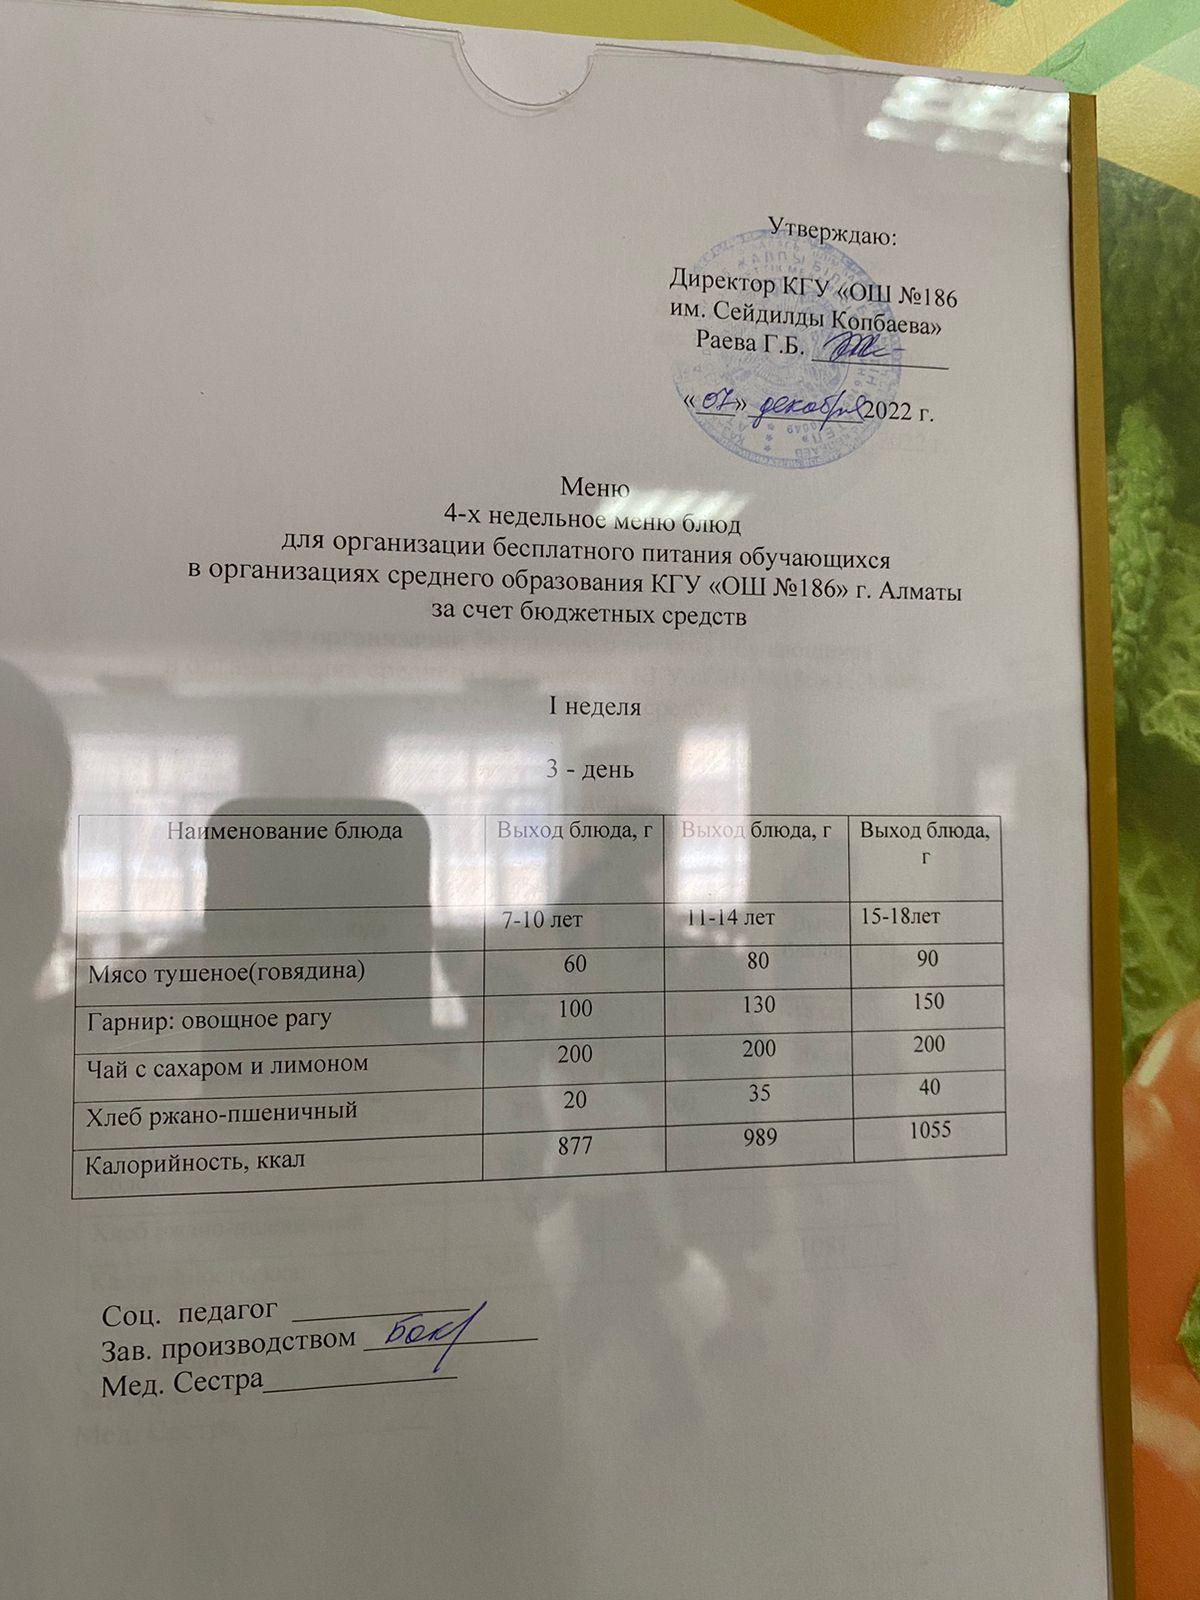 Утверждаю:
Директор КГУ «ОШ №186
им. Сейдилды Копбаева»
Раева Г.Б.
«07» декабря 2022 г.
Меню
4-х недельное меню блюд
для организации бесплатного питания обучающихся
в организациях среднего образования КГУ «ОШ №186» г. Алматы
за счет бюджетных средств
I неделя
3 - день
Наименование блюда Выход блюда, г Выход блюда, г Выход блюда, г
7-10 лет 11-14 лет 15-18лет
Мясо тушеное(говядина) 60 80 90
Гарнир: овощное рагу 100 130 150
Чай с сахаром и лимоном 200 200 200
Хлеб ржано-пшеничный 20 35 40
Калорийность, ккал 877 989 1055
Соц. педагог
Зав. производством
Мед. Сестра